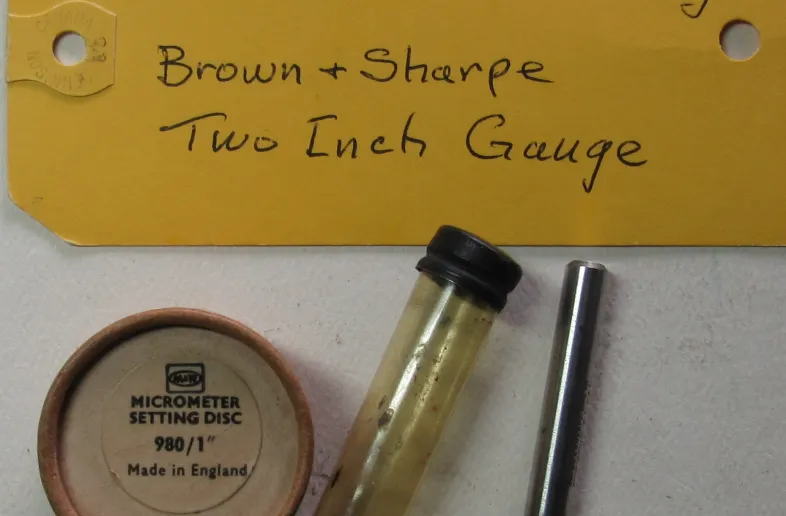 Brown + Sharpe
Two Inch Gauge
M&W
MICROMETER
SETTING DISC
980/1"
Made in England